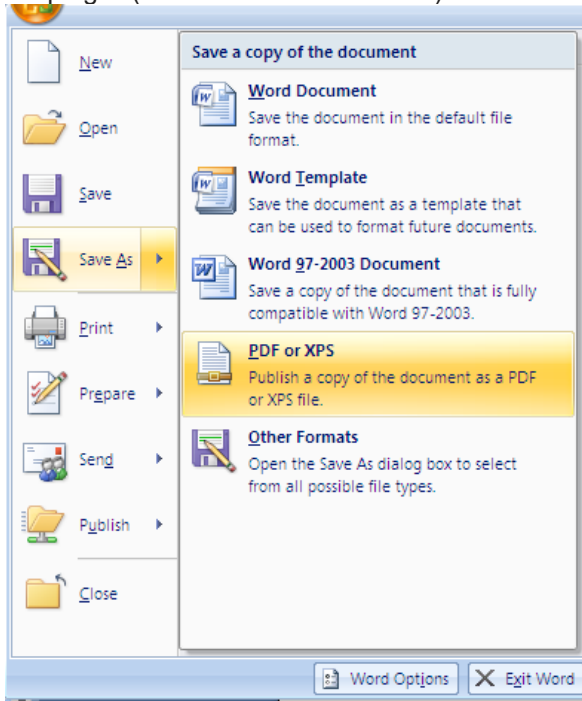 New
Open
Save
Save As
Print
Prepare
Send
Publish
Close
Save a copy of the document
Word Document
Save the document in the default file
format.
Word Template
Save the document as a template that
can be used to format future documents.
Word 97-2003 Document
Save a copy of the document that is fully
compatible with Word 97-2003.
PDF or XPS
Publish a copy of the document as a PDF
or XPS file.
Other Formats
Open the Save As dialog box to select
from all possible file types.
Word Options
Exit Word